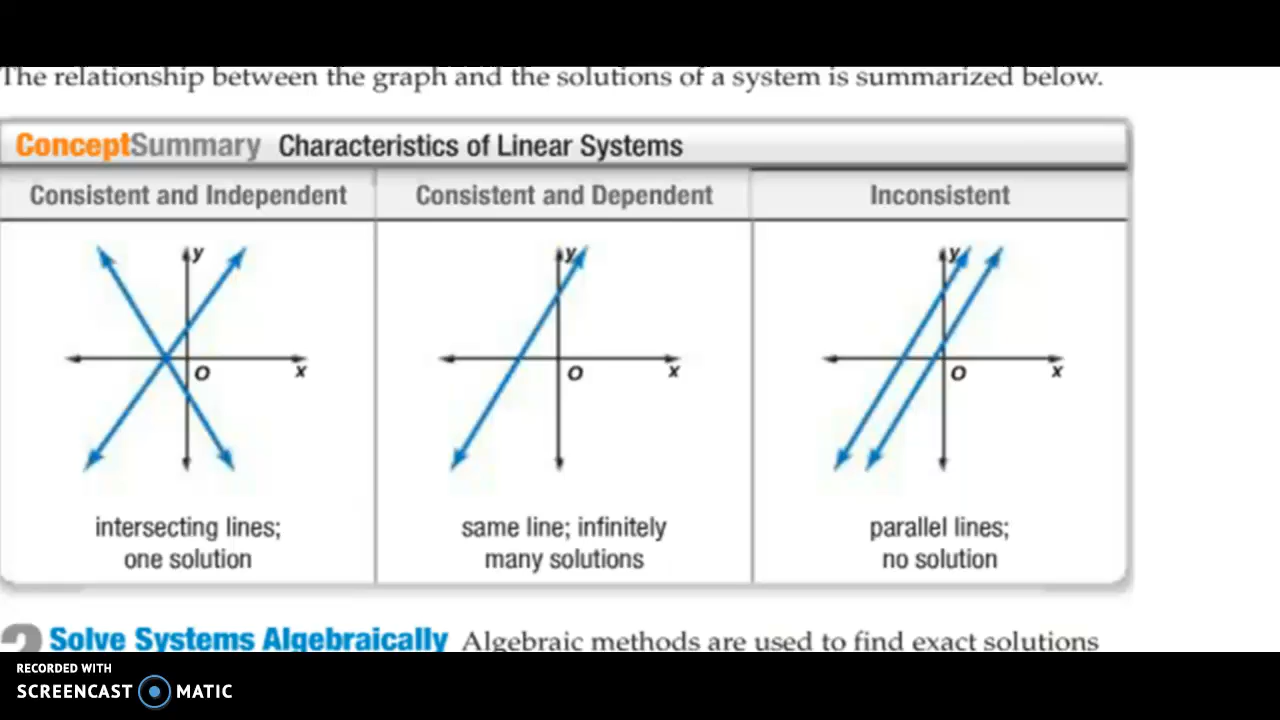 The relationship between the graph and the solutions of a system is summarized below.
ConceptSummary Characteristics of Linear Systems
Consistent and Independent
Consistent and Dependent
Inconsistent
y
O
x
intersecting lines;
one solution
y
O
x
same line; infinitely
many solutions
y
O
x
parallel lines;
no solution
2 Solve Systems Algebraically Algebraic methods are used to find exact solutions
RECORDED WITH
SCREENCAST MATIC